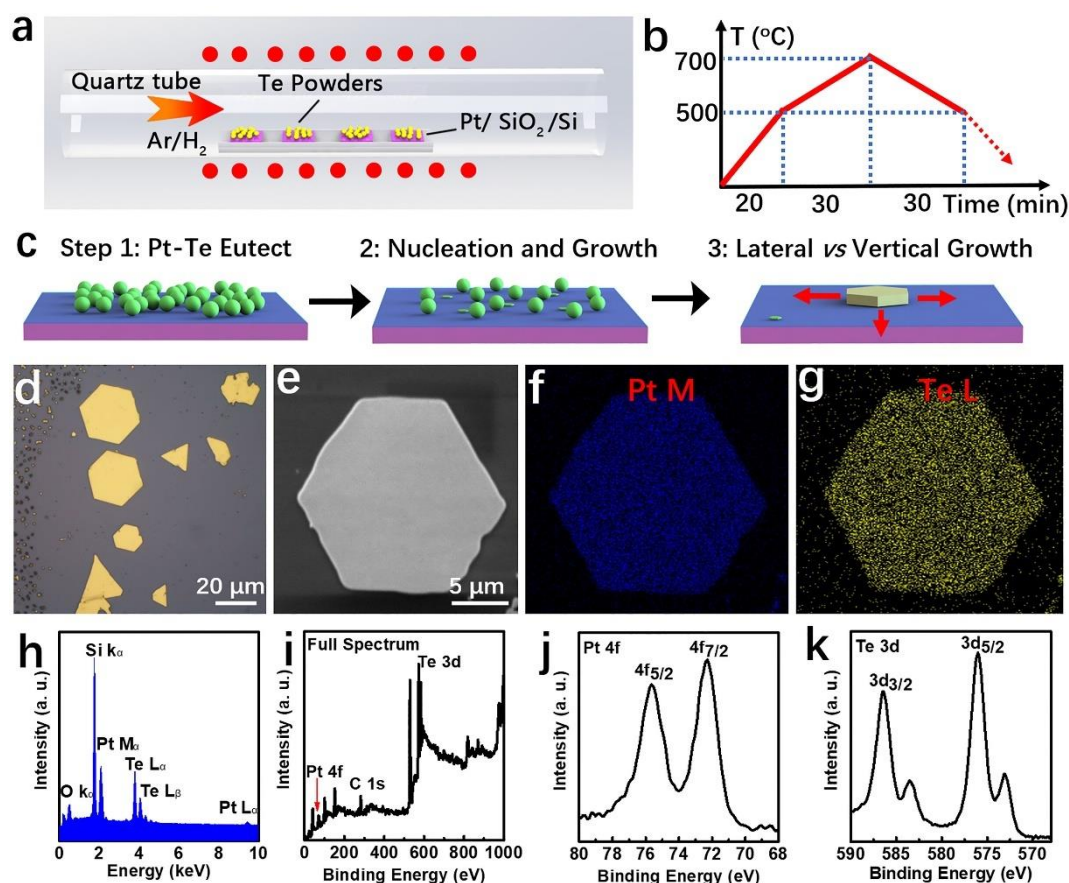 a
Quartz tube
Te Powders
Ar/H2
Pt/ SiO2 /Si
b
T (oC)
700
500
20
30
30
Time (min)
c
Step 1: Pt-Te Eutect
2: Nucleation and Growth
3: Lateral vs Vertical Growth
d
20 μm
e
5 μm
f
Pt M
g
Te L
h
Si kα
Pt Mα
Te Lα
Te Lβ
O kα
Pt Lα
Intensity (a. u.)
0 2 4 6 8 10
Energy (keV)
i
Full Spectrum
Te 3d
Pt 4f
C 1s
Intensity (a. u.)
0 200 400 600 800 1000
Binding Energy (eV)
j
Pt 4f
4f7/2
4f5/2
Intensity (a. u.)
80 78 76 74 72 70 68
Binding Energy (eV)
k
Te 3d
3d5/2
3d3/2
Intensity (a. u.)
590 585 580 575 570
Binding Energy (eV)